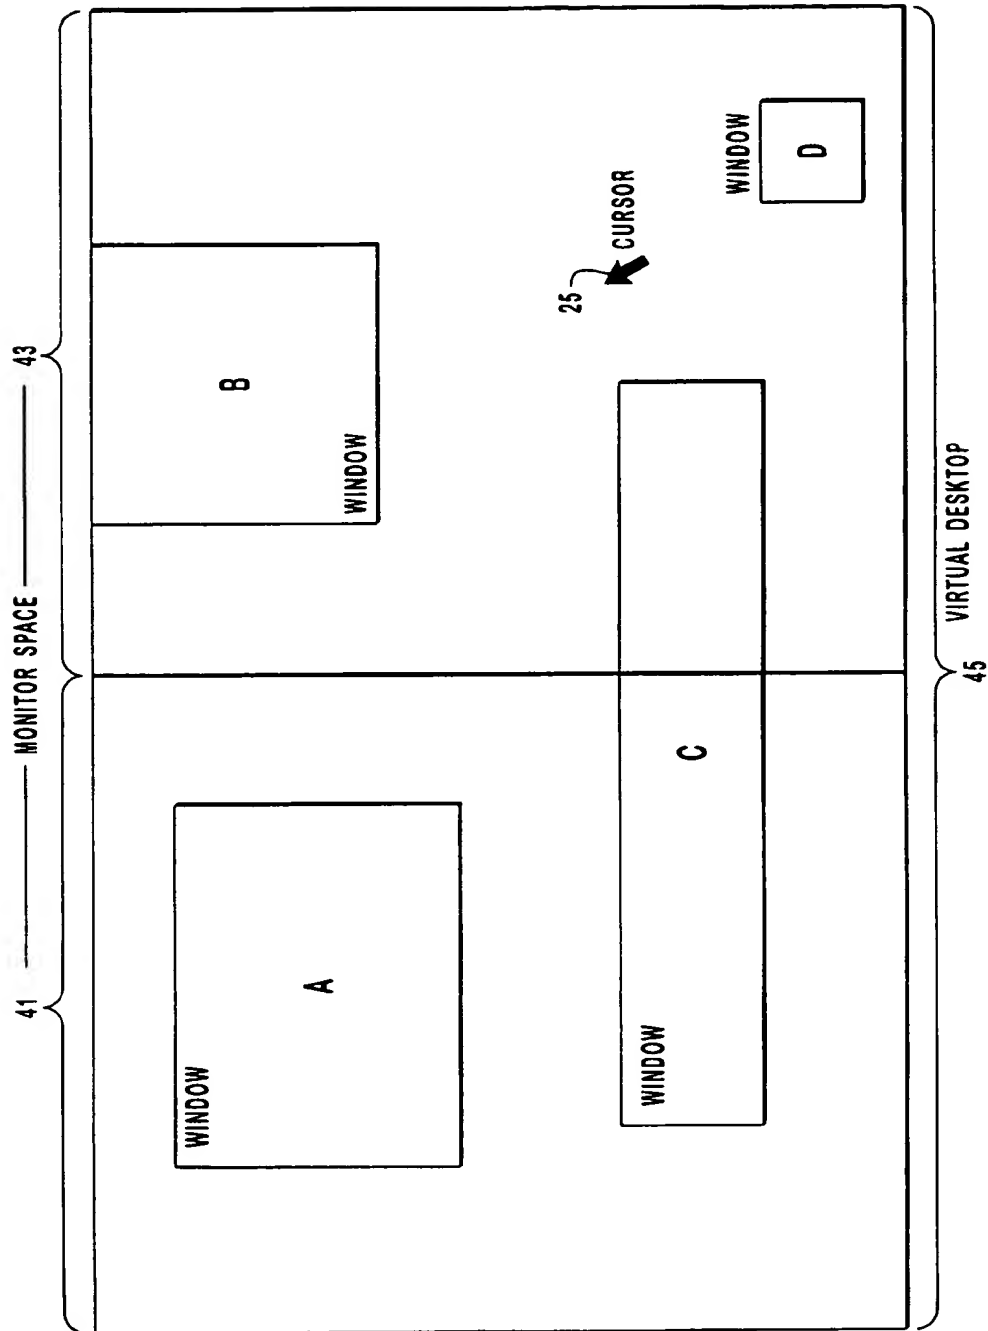 41 MONITOR SPACE 43
WINDOW
A
B
WINDOW
25
CURSOR
WINDOW
C
WINDOW
D
45
VIRTUAL DESKTOP